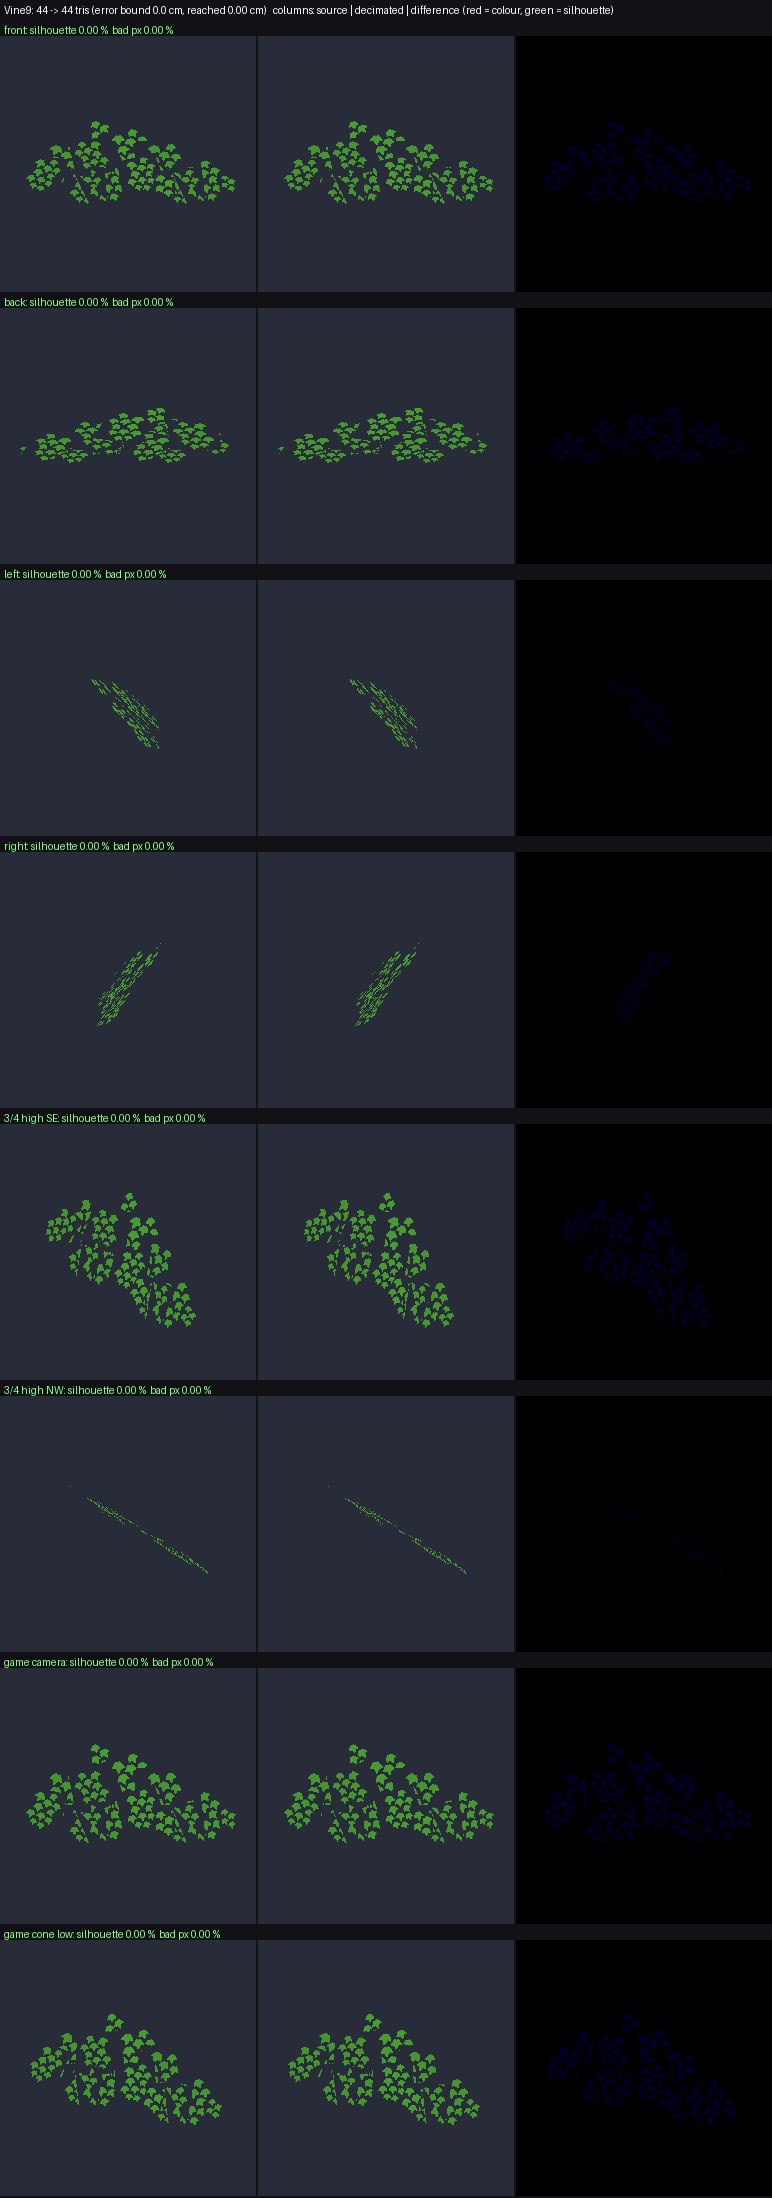 Vine9: 44 -> 44 tris (error bound 0.0 cm, reached 0.00 cm)  columns: source | decimated | difference (red = colour, green = silhouette)
front: silhouette 0.00 %  bad px 0.00 %
back: silhouette 0.00 %  bad px 0.00 %
left: silhouette 0.00 %  bad px 0.00 %
right: silhouette 0.00 %  bad px 0.00 %
3/4 high SE: silhouette 0.00 %  bad px 0.00 %
3/4 high NW: silhouette 0.00 %  bad px 0.00 %
game camera: silhouette 0.00 %  bad px 0.00 %
game cone low: silhouette 0.00 %  bad px 0.00 %